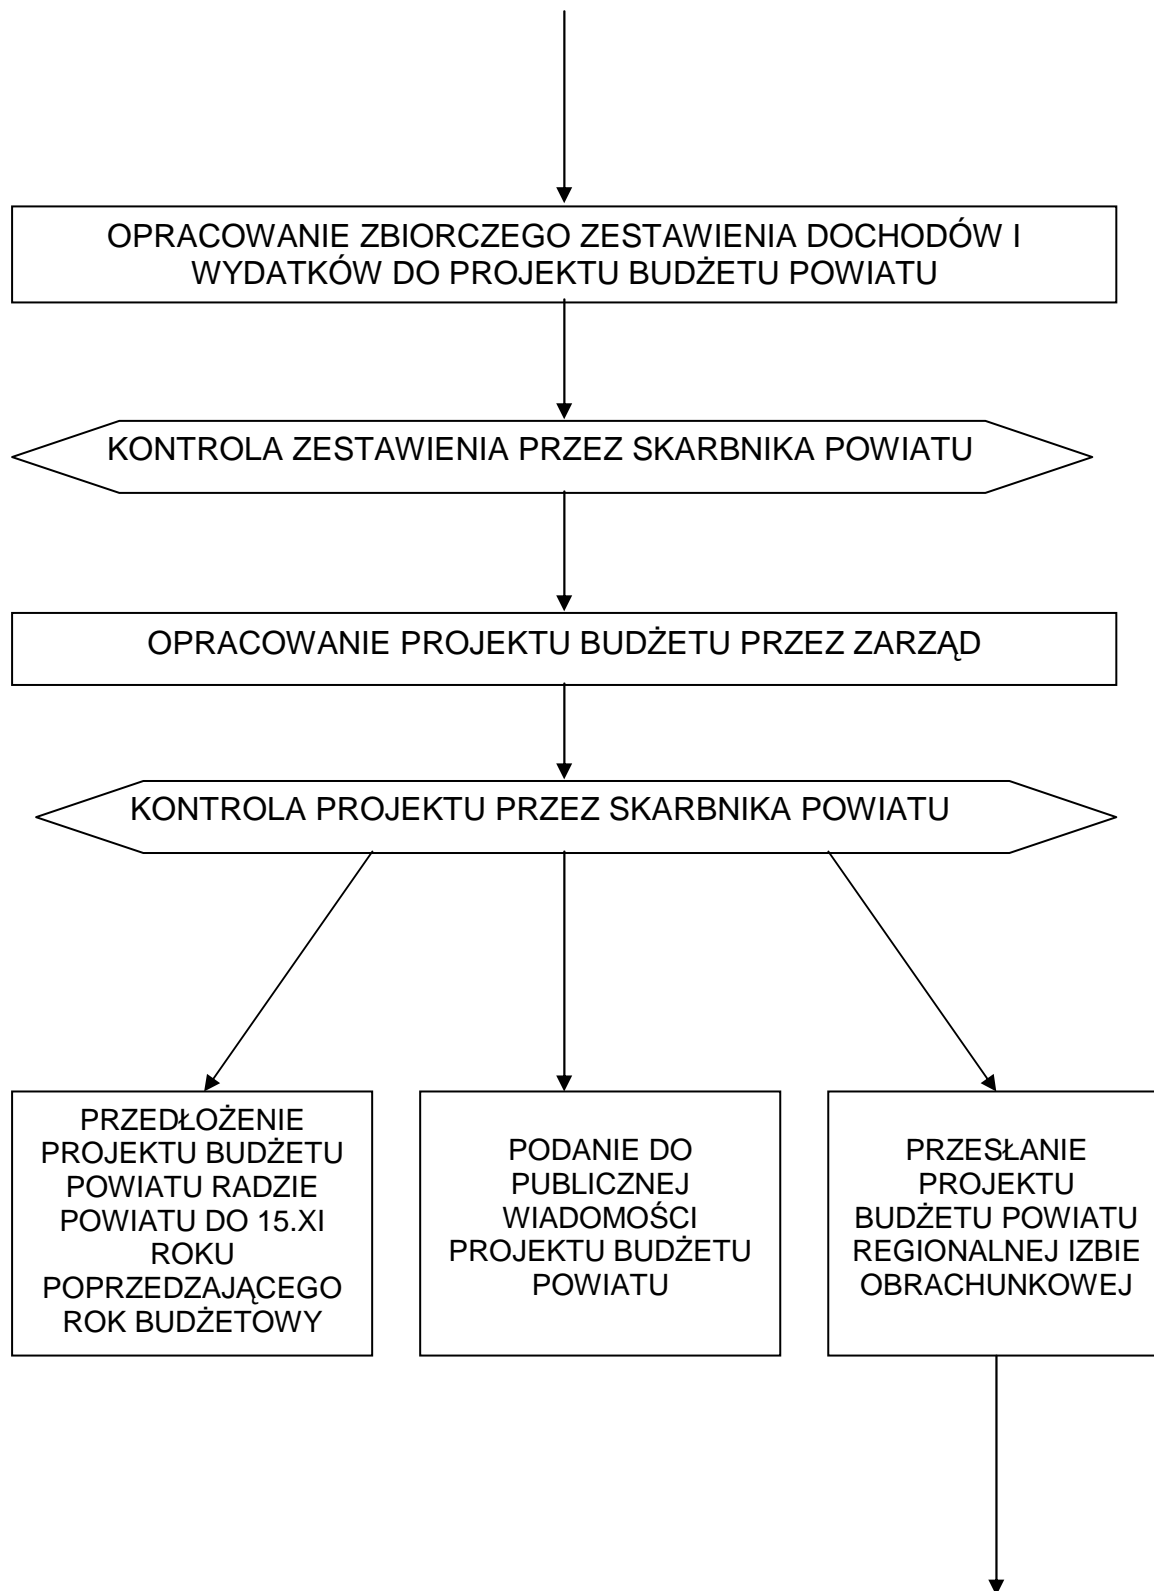 OPRACOWANIE ZBIORCZEGO ZESTAWIENIA DOCHODÓW I
WYDATKÓW DO PROJEKTU BUDŻETU POWIATU
KONTROLA ZESTAWIENIA PRZEZ SKARBNIKA POWIATU
OPRACOWANIE PROJEKTU BUDŻETU PRZEZ ZARZĄD
KONTROLA PROJEKTU PRZEZ SKARBNIKA POWIATU
PRZEDŁOŻENIE
PROJEKTU BUDŻETU
POWIATU RADZIE
POWIATU DO 15.XI
ROKU
POPRZEDZAJĄCEGO
ROK BUDŻETOWY
PODANIE DO
PUBLICZNEJ
WIADOMOŚCI
PROJEKTU BUDŻETU
POWIATU
PRZESŁANIE
PROJEKTU
BUDŻETU POWIATU
REGIONALNEJ IZBIE
OBRACHUNKOWEJ